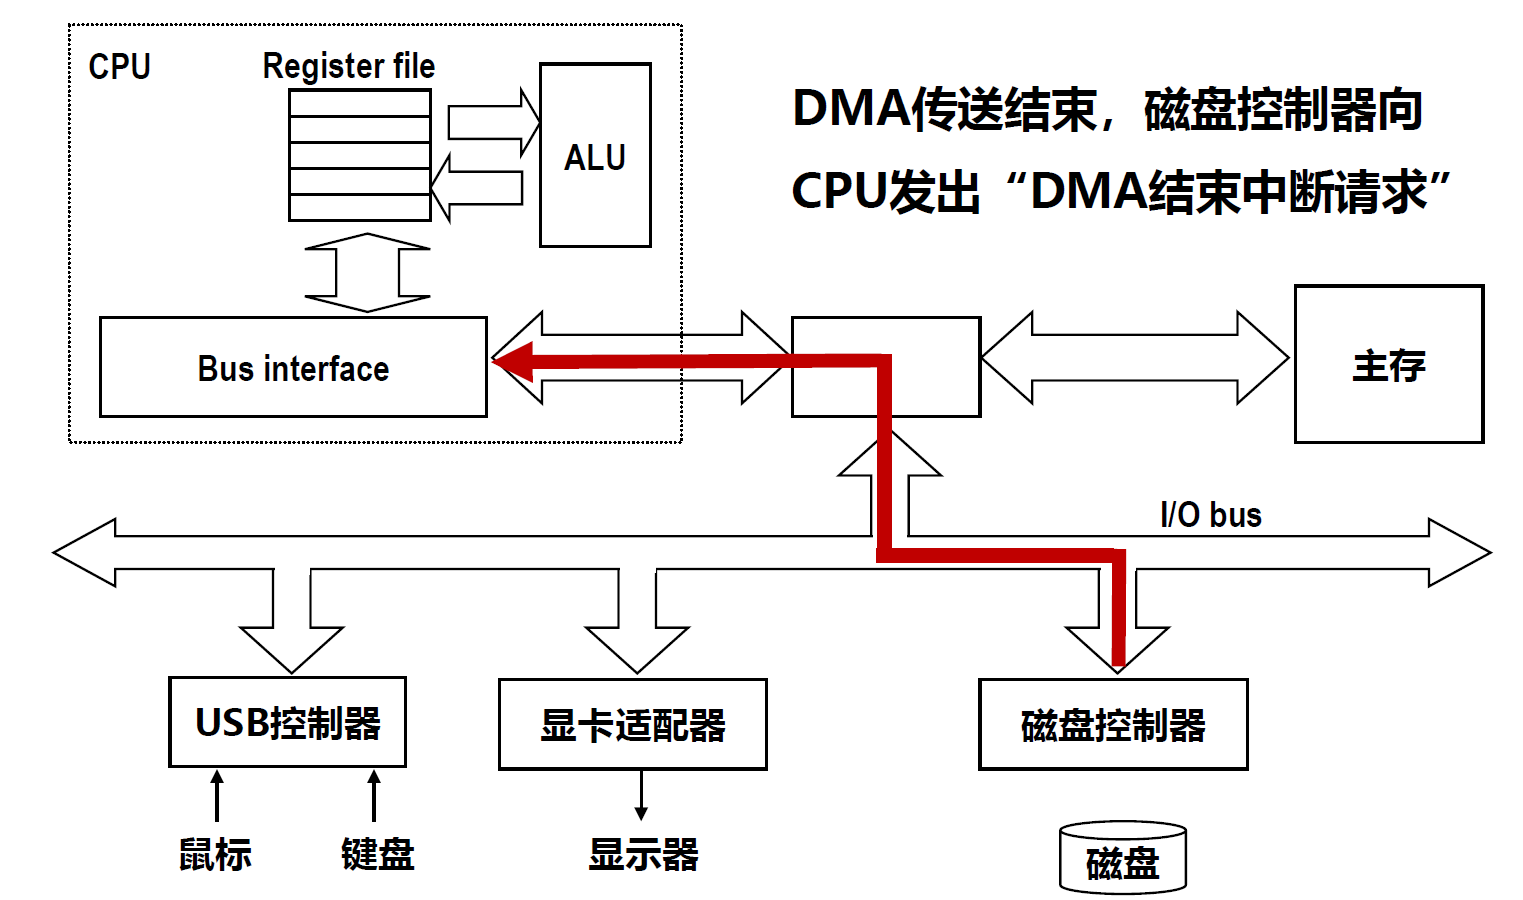 CPU
Register file
ALU
DMA传送结束，磁盘控制器向
CPU发出“DMA结束中断请求”
Bus interface
主存
I/O bus
USB控制器
显卡适配器
磁盘控制器
鼠标
键盘
显示器
磁盘